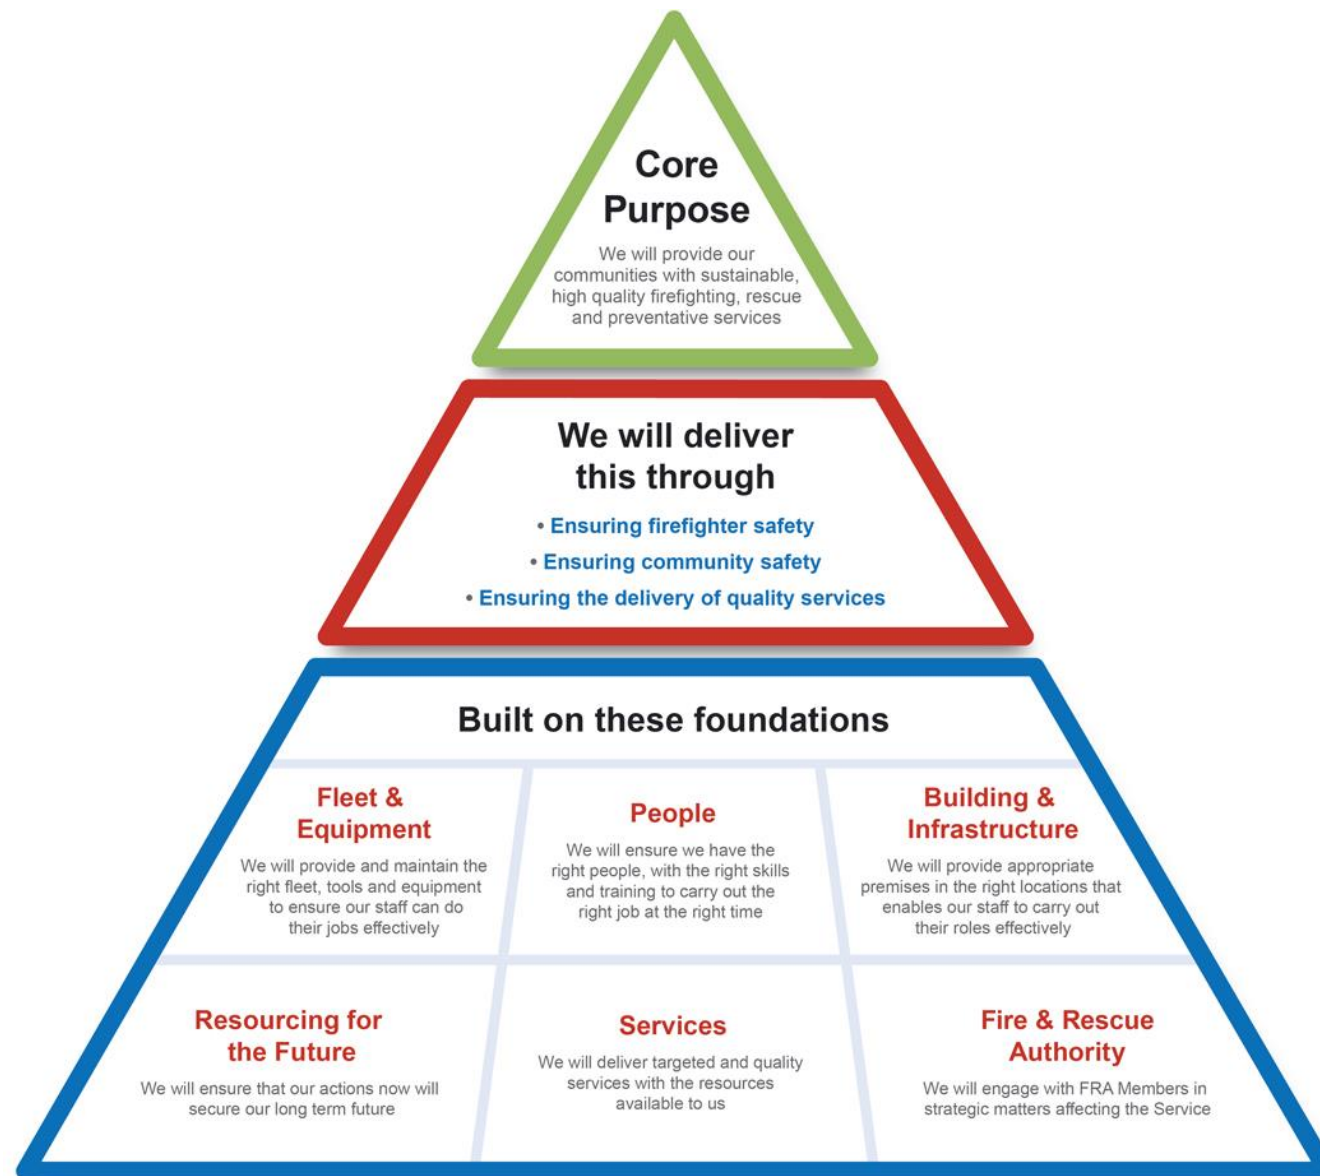 Core
Purpose
We will provide our
communities with sustainable,
high quality firefighting, rescue
and preventative services
We will deliver
this through
• Ensuring firefighter safety
• Ensuring community safety
• Ensuring the delivery of quality services
Built on these foundations
Fleet &
Equipment
We will provide and maintain the
right fleet, tools and equipment
to ensure our staff can do
their jobs effectively
People
We will ensure we have the
right people, with the right skills
and training to carry out the
right job at the right time
Building &
Infrastructure
We will provide appropriate
premises in the right locations that
enables our staff to carry out
their roles effectively
Resourcing for
the Future
We will ensure that our actions now will
secure our long term future
Services
We will deliver targeted and quality
services with the resources
available to us
Fire & Rescue
Authority
We will engage with FRA Members in
strategic matters affecting the Service